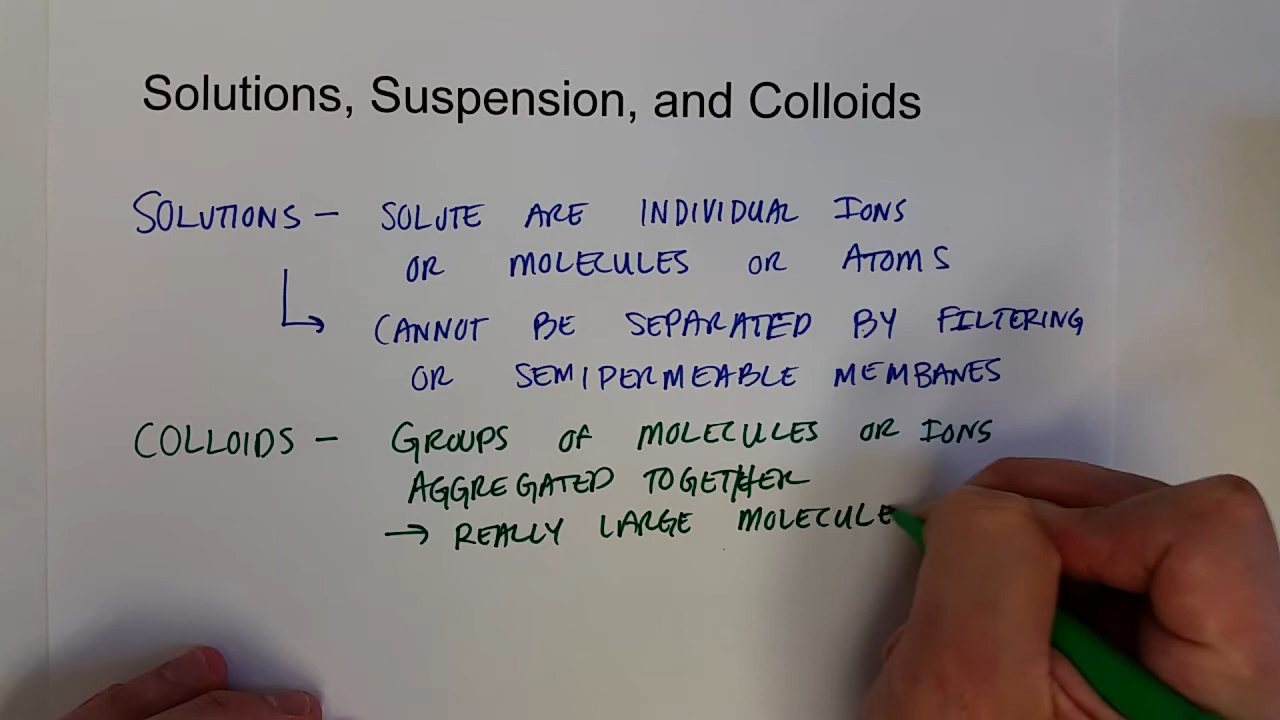 Solutions, Suspension, and Colloids
SOLUTIONS – SOLUTE ARE INDIVIDUAL IONS
OR MOLECULES OR ATOMS
↳ CANNOT BE SEPARATED BY FILTERING
OR SEMIPERMEABLE MEMBANES
COLLOIDS – GROUPS OF MOLECULES OR IONS
AGGREGATED TOGETHER
→ REALLY LARGE MOLECULE